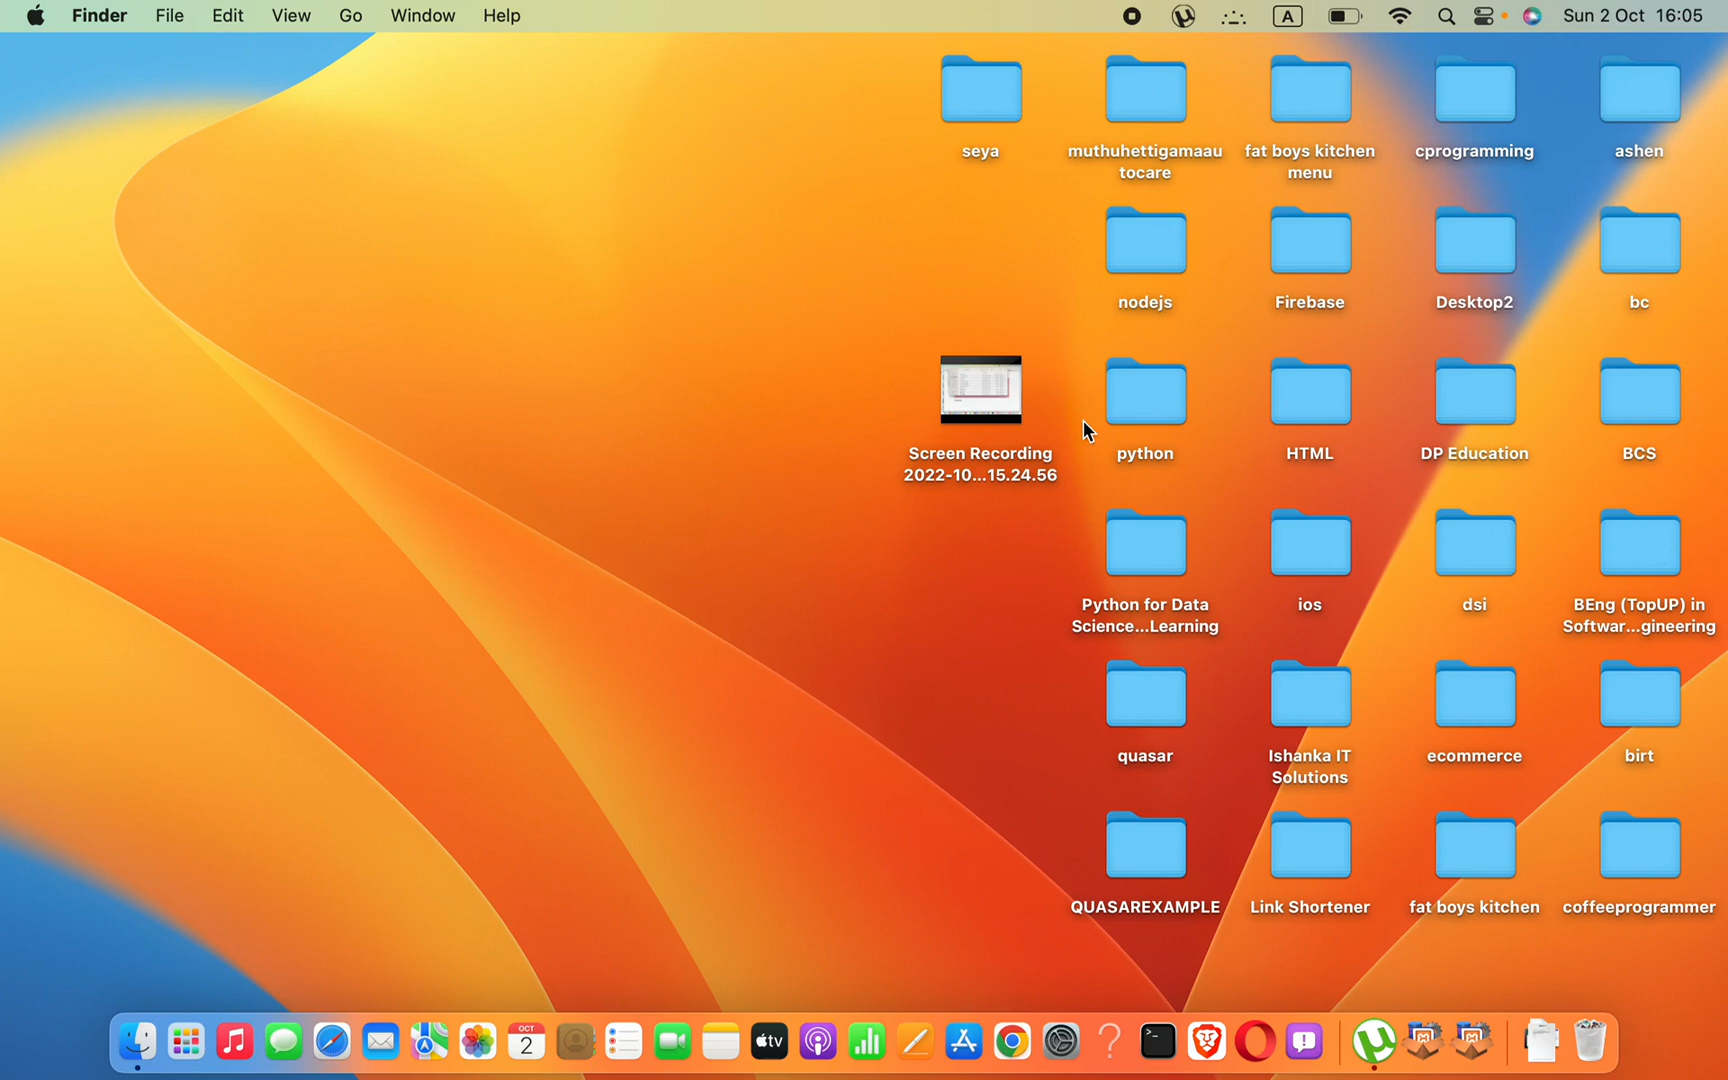 Finder File Edit View Go Window Help A Sun 2 Oct 16:05
seya
muthuhettigamaau
tocare
fat boys kitchen
menu
cprogramming
ashen
nodejs
Firebase
Desktop2
bc
Screen Recording
2022-10...15.24.56
python
HTML
DP Education
BCS
Python for Data
Science...Learning
ios
dsi
BEng (TopUP) in
Softwar...gineering
quasar
Ishanka IT
Solutions
ecommerce
birt
QUASAREXAMPLE
Link Shortener
fat boys kitchen
coffeeprogrammer
OCT
2
tv